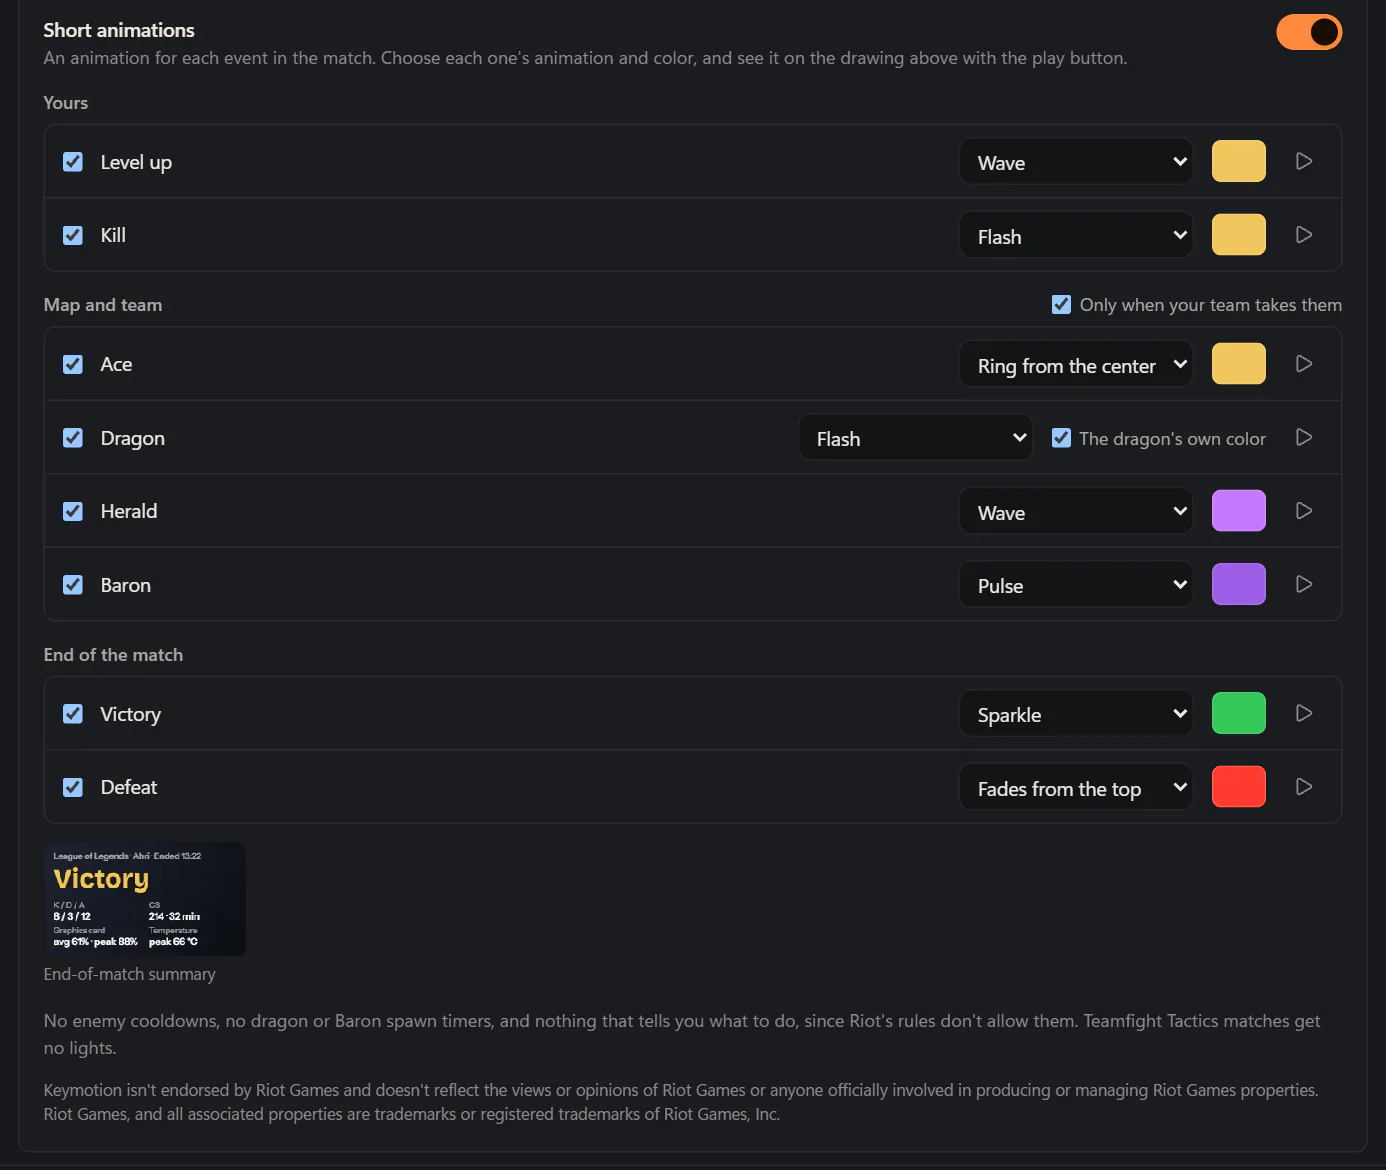 Short animations
An animation for each event in the match. Choose each one's animation and color, and see it on the drawing above with the play button.
Yours
Level up
Wave
Kill
Flash
Map and team
Only when your team takes them
Ace
Ring from the center
Dragon
Flash
The dragon's own color
Herald
Wave
Baron
Pulse
End of the match
Victory
Sparkle
Defeat
Fades from the top
League of Legends · Ahri · Ended 13:22
Victory
K / D / A
CS
8 / 3 / 12
214 · 32 min
Graphics card
Temperature
avg 61% · peak 88%
peak 66 °C
End-of-match summary
No enemy cooldowns, no dragon or Baron spawn timers, and nothing that tells you what to do, since Riot's rules don't allow them. Teamfight Tactics matches get
no lights.
Keymotion isn't endorsed by Riot Games and doesn't reflect the views or opinions of Riot Games or anyone officially involved in producing or managing Riot Games properties.
Riot Games, and all associated properties are trademarks or registered trademarks of Riot Games, Inc.